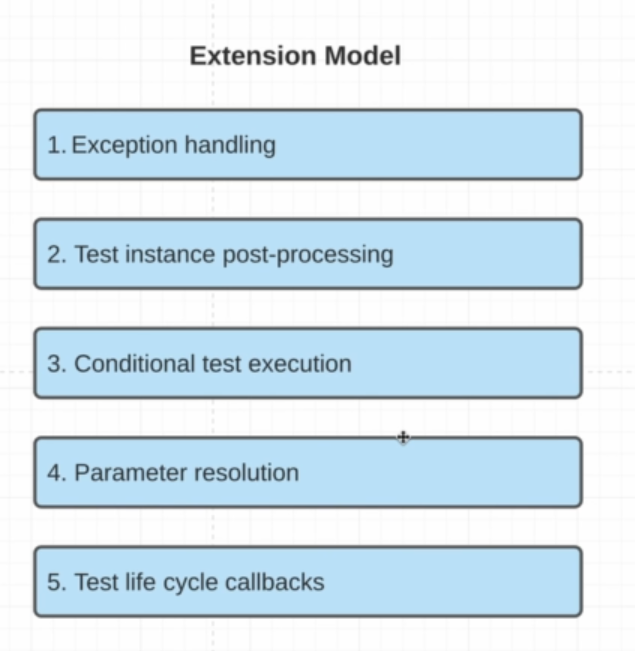 Extension Model
1. Exception handling
2. Test instance post-processing
3. Conditional test execution
4. Parameter resolution
5. Test life cycle callbacks